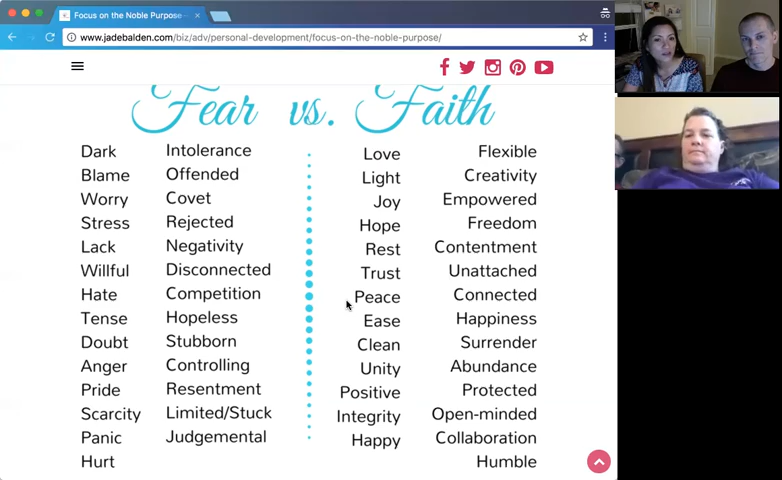 Focus on the Noble Purpose
www.jadebalden.com/biz/adv/personal-development/focus-on-the-noble-purpose/
Fear vs. Faith
Dark Intolerance Love Flexible
Blame Offended Light Creativity
Worry Covet Joy Empowered
Stress Rejected Hope Freedom
Lack Negativity Rest Contentment
Willful Disconnected Trust Unattached
Hate Competition Peace Connected
Tense Hopeless Ease Happiness
Doubt Stubborn Clean Surrender
Anger Controlling Unity Abundance
Pride Resentment Positive Protected
Scarcity Limited/Stuck Integrity Open-minded
Panic Judgemental Happy Collaboration
Hurt Humble